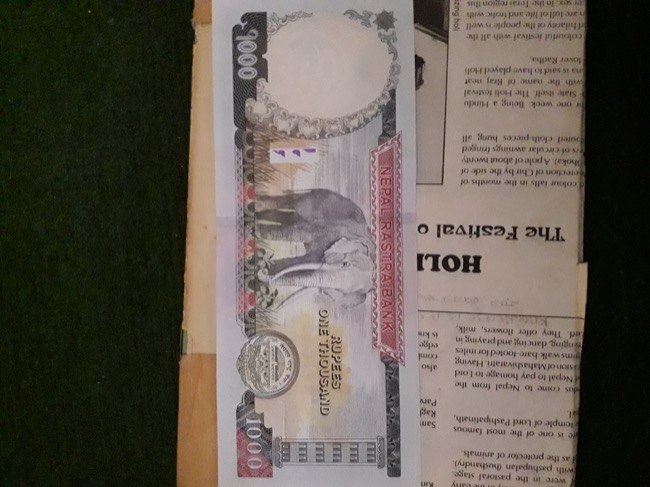 were in the pastoral stage.
with pashupalan (husbandry).
as the protector of animals.
is one of the most famous
temple of Lord Pashipatinath,
come to Nepal from the
Nepal to pay homage to Lord
of Mahashivaratri. Having
walk bare-footed for miles
singing, dancing and praying in
They offer flowers, milk,
Kin
Sam
Ragh
Parv
also
comb
edge
is kn
HOLI
The Festival o
colour falls in the months of
erection of Chir by the side of
A pole of about twenty
of circular awnings fringed
cloth-pieces hung all
or one week. Being a Hindu
State itself. The Holi festival
with the name of Braj near
is said to have played Holi
lover Radha.
colourful festival with all the
hilarity of the people is well
are full of life and frolic with
sex. In the Terai region this
1000
RUPEES
ONE THOUSAND
NEPAL RASTRA BANK
1000